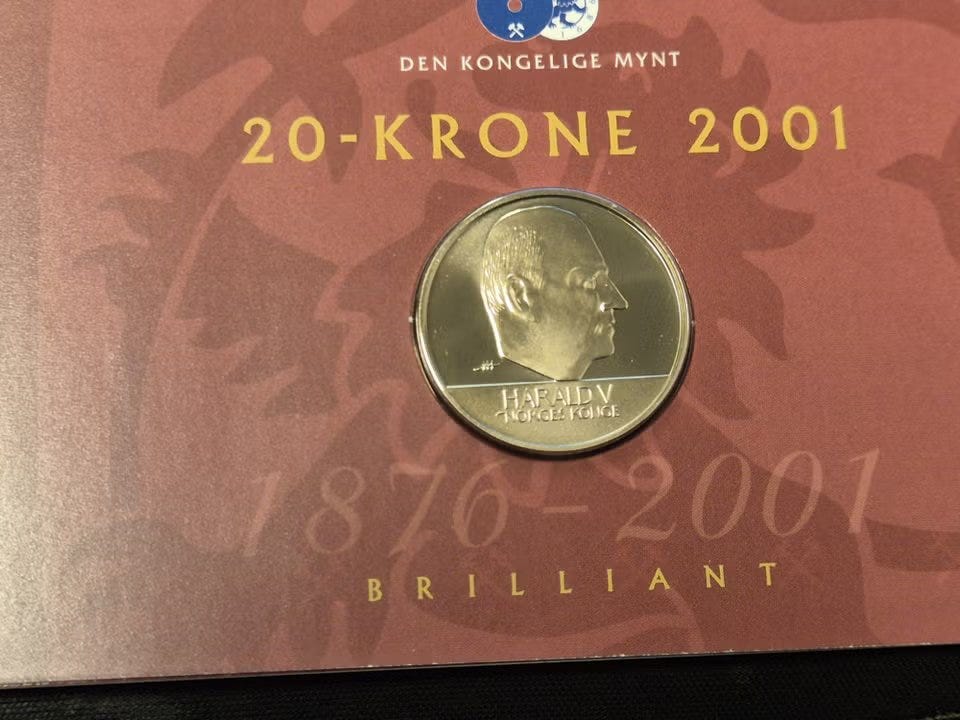 DEN KONGELIGE MYNT
20-KRONE 2001
HARALD V
NORGES KONGE
1876-2001
BRILLIANT